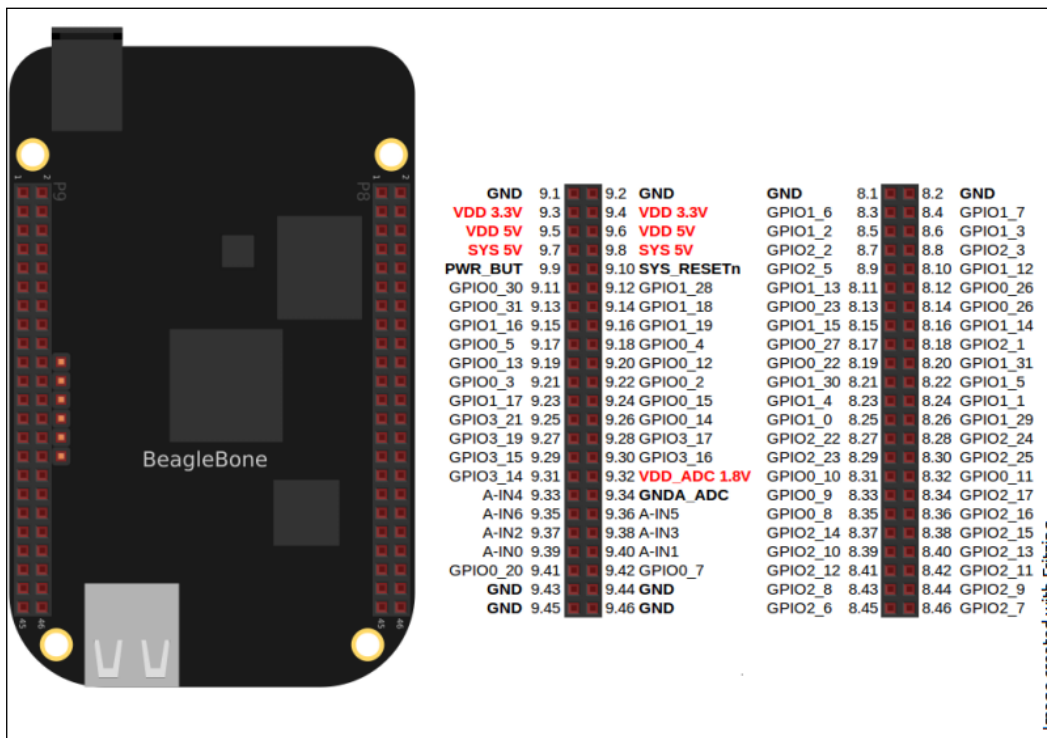 1 2
P9
P8
1 2
45 46
45 46
BeagleBone
GND 9.1 9.2 GND GND 8.1 8.2 GND
VDD 3.3V 9.3 9.4 VDD 3.3V GPIO1_6 8.3 8.4 GPIO1_7
VDD 5V 9.5 9.6 VDD 5V GPIO1_2 8.5 8.6 GPIO1_3
SYS 5V 9.7 9.8 SYS 5V GPIO2_2 8.7 8.8 GPIO2_3
PWR_BUT 9.9 9.10 SYS_RESETn GPIO2_5 8.9 8.10 GPIO1_12
GPIO0_30 9.11 9.12 GPIO1_28 GPIO1_13 8.11 8.12 GPIO0_26
GPIO0_31 9.13 9.14 GPIO1_18 GPIO0_23 8.13 8.14 GPIO0_26
GPIO1_16 9.15 9.16 GPIO1_19 GPIO1_15 8.15 8.16 GPIO1_14
GPIO0_5 9.17 9.18 GPIO0_4 GPIO0_27 8.17 8.18 GPIO2_1
GPIO0_13 9.19 9.20 GPIO0_12 GPIO0_22 8.19 8.20 GPIO1_31
GPIO0_3 9.21 9.22 GPIO0_2 GPIO1_30 8.21 8.22 GPIO1_5
GPIO1_17 9.23 9.24 GPIO0_15 GPIO1_4 8.23 8.24 GPIO1_1
GPIO3_21 9.25 9.26 GPIO0_14 GPIO1_0 8.25 8.26 GPIO1_29
GPIO3_19 9.27 9.28 GPIO3_17 GPIO2_22 8.27 8.28 GPIO2_24
GPIO3_15 9.29 9.30 GPIO3_16 GPIO2_23 8.29 8.30 GPIO2_25
GPIO3_14 9.31 9.32 VDD_ADC 1.8V GPIO0_10 8.31 8.32 GPIO0_11
A-IN4 9.33 9.34 GNDA_ADC GPIO0_9 8.33 8.34 GPIO2_17
A-IN6 9.35 9.36 A-IN5 GPIO0_8 8.35 8.36 GPIO2_16
A-IN2 9.37 9.38 A-IN3 GPIO2_14 8.37 8.38 GPIO2_15
A-IN0 9.39 9.40 A-IN1 GPIO2_10 8.39 8.40 GPIO2_13
GPIO0_20 9.41 9.42 GPIO0_7 GPIO2_12 8.41 8.42 GPIO2_11
GND 9.43 9.44 GND GPIO2_8 8.43 8.44 GPIO2_9
GND 9.45 9.46 GND GPIO2_6 8.45 8.46 GPIO2_7